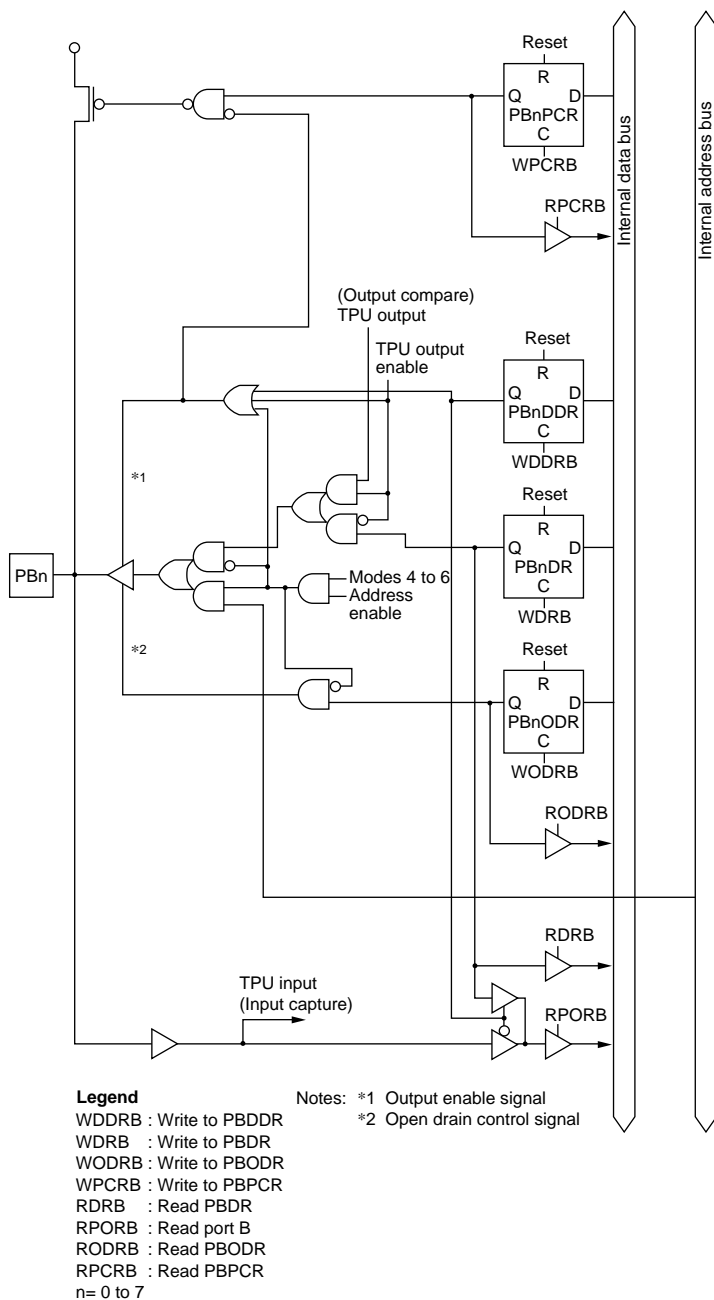 Reset
R
Q D
PBnPCR
C
WPCRB
RPCRB
Internal data bus
Internal address bus
(Output compare)
TPU output
TPU output
enable
Reset
R
Q D
PBnDDR
C
WDDRB
*1
Reset
R
Q D
PBnDR
C
WDRB
PBn
Modes 4 to 6
Address
enable
*2
Reset
R
Q D
PBnODR
C
WODRB
RODRB
RDRB
TPU input
(Input capture)
RPORB
Legend
WDDRB : Write to PBDDR
WDRB : Write to PBDR
WODRB : Write to PBODR
WPCRB : Write to PBPCR
RDRB : Read PBDR
RPORB : Read port B
RODRB : Read PBODR
RPCRB : Read PBPCR
n= 0 to 7
Notes: *1 Output enable signal
*2 Open drain control signal